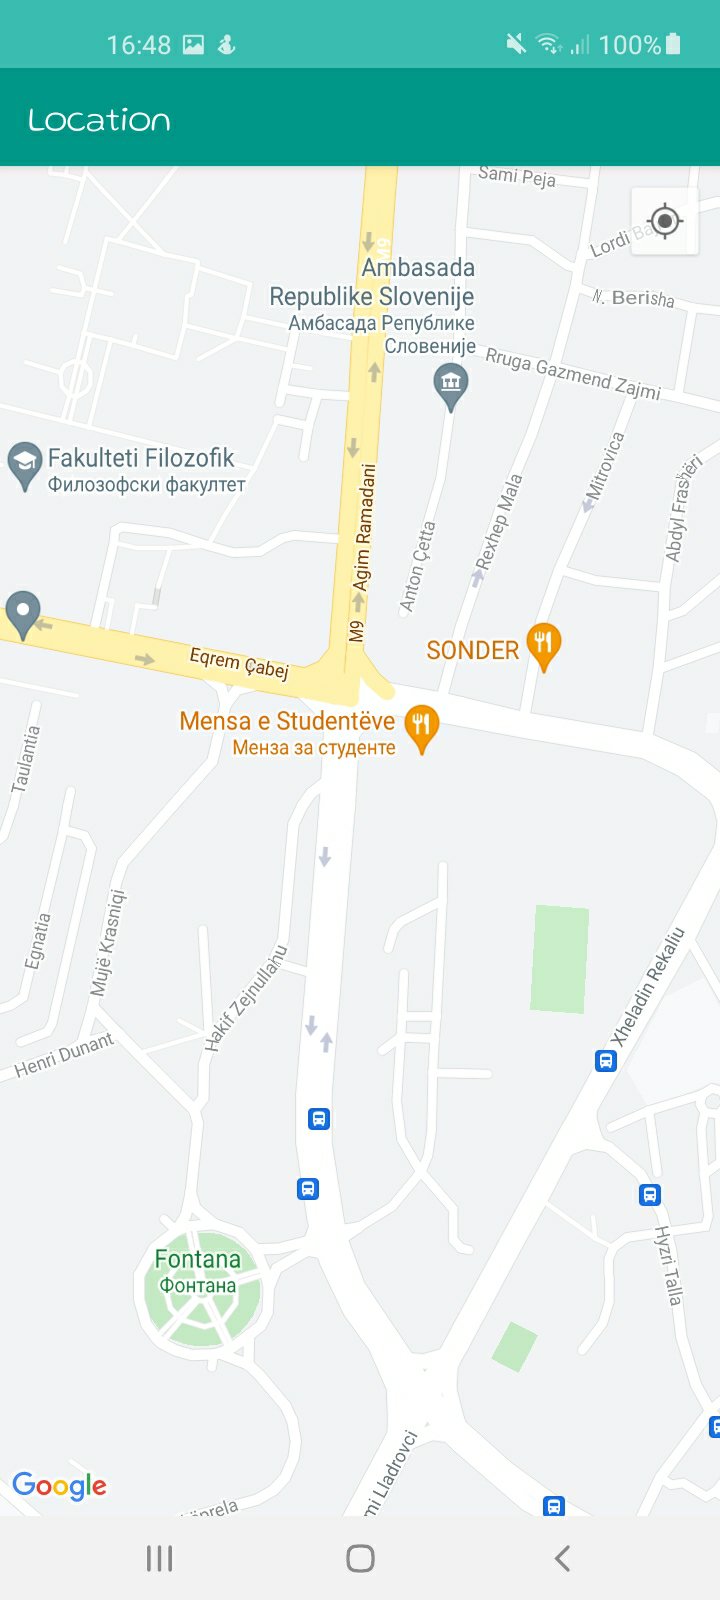 16:48
100%
Location
Sami Peja
M9
Ambasada
Republike Slovenije
Амбасада Републике
Словеније
N. Berisha
Rruga Gazmend Zajmi
Fakulteti Filozofik
Филозофски факултет
Agim Ramadani
Anton Çetta
Rexhep Mala
Mitrovica
Abdyl Frashëri
M9
Eqrem Çabej
SONDER
Mensa e Studentëve
Менза за студенте
Taulantia
Egnatia
Mujë Krasniqi
Hakif Zejnullahu
Henri Dunant
Xheladin Rekaliu
Hyzri Talla
Fontana
Фонтана
Lladrovci
Google